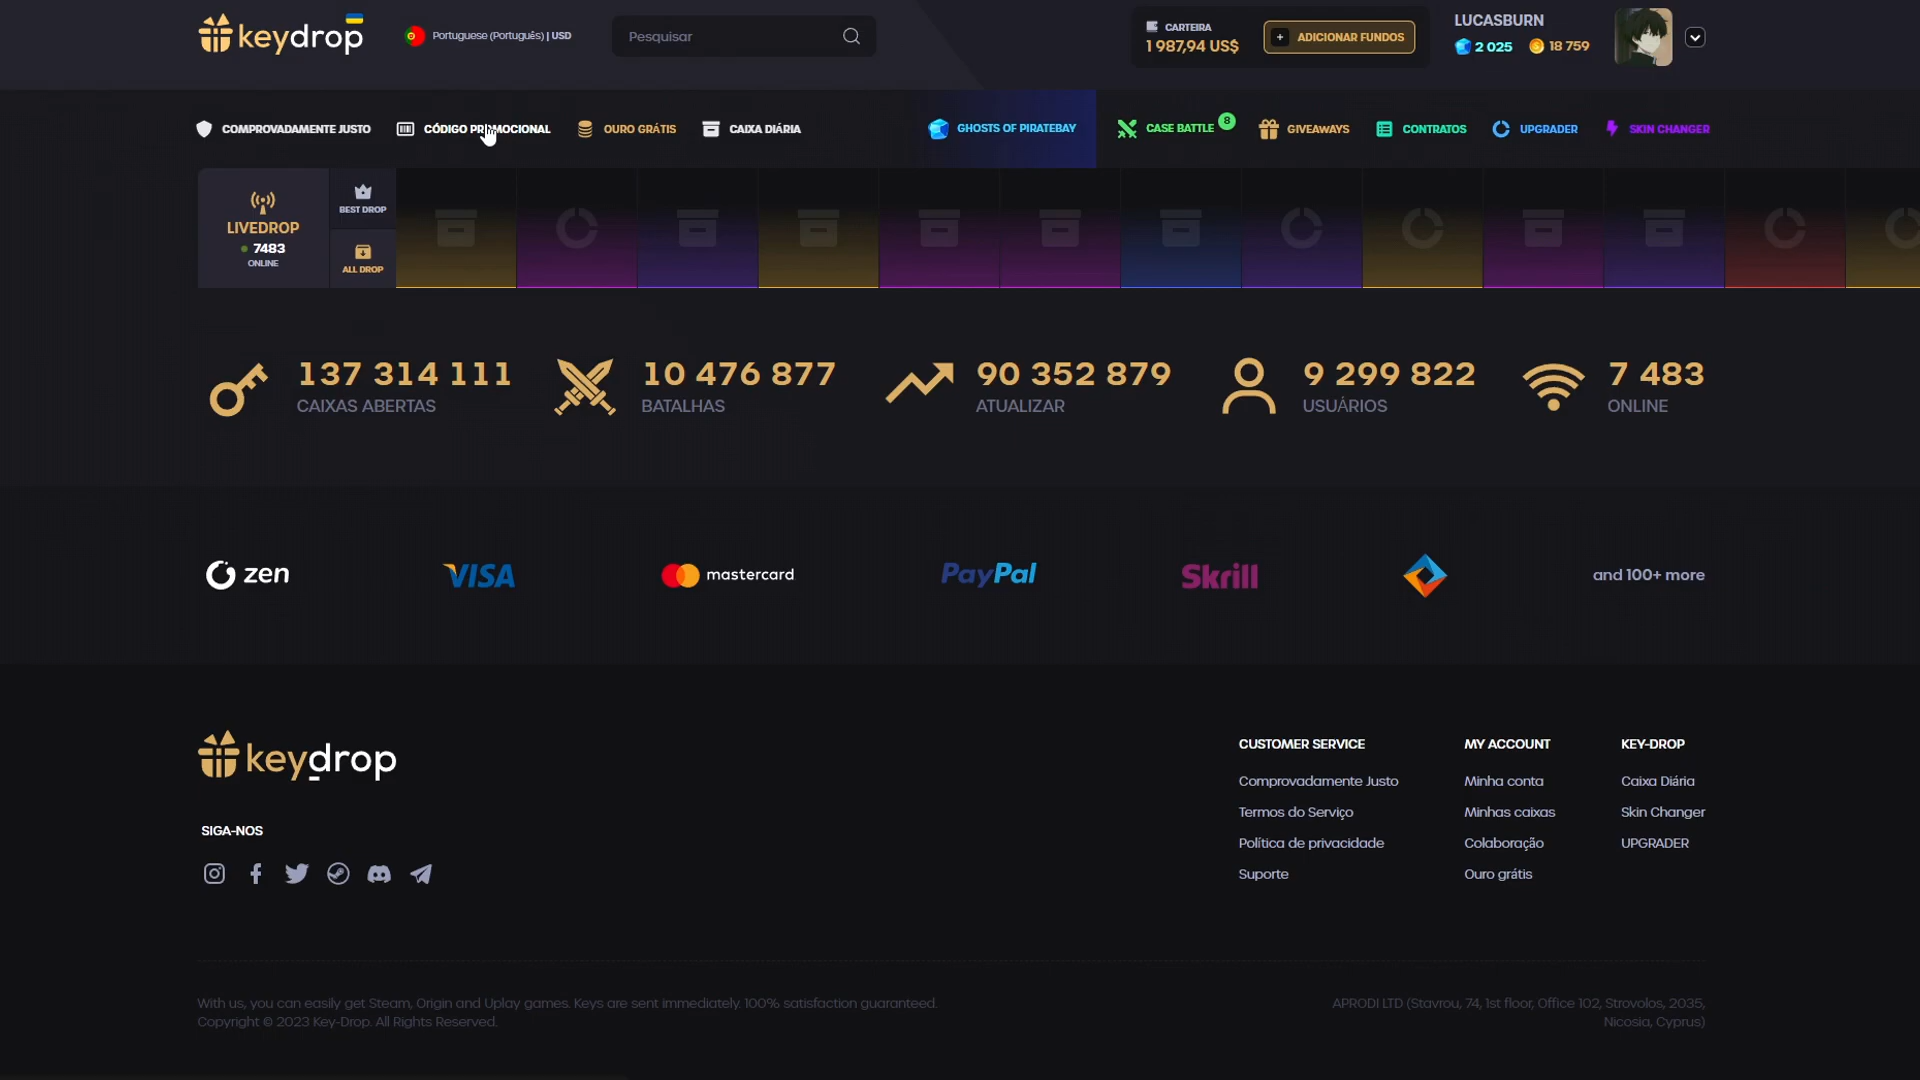 keydrop
Portuguese (Português) | USD
Pesquisar
CARTEIRA
1 987,94 US$
+ ADICIONAR FUNDOS
LUCASBURN
2 025
18 759
COMPROVADAMENTE JUSTO
CÓDIGO PROMOCIONAL
OURO GRÁTIS
CAIXA DIÁRIA
GHOSTS OF PIRATEBAY
CASE BATTLE
8
GIVEAWAYS
CONTRATOS
UPGRADER
SKIN CHANGER
LIVEDROP
7483
ONLINE
BEST DROP
ALL DROP
137 314 111
CAIXAS ABERTAS
10 476 877
BATALHAS
90 352 879
ATUALIZAR
9 299 822
USUÁRIOS
7 483
ONLINE
zen
VISA
mastercard
PayPal
Skrill
and 100+ more
keydrop
SIGA-NOS
CUSTOMER SERVICE
Comprovadamente Justo
Termos do Serviço
Política de privacidade
Suporte
MY ACCOUNT
Minha conta
Minhas caixas
Colaboração
Ouro grátis
KEY-DROP
Caixa Diária
Skin Changer
UPGRADER
With us, you can easily get Steam, Origin and Uplay games. Keys are sent immediately. 100% satisfaction guaranteed.
Copyright © 2023 Key-Drop. All Rights Reserved.
APRODI LTD (Stavrou, 74, 1st floor, Office 102, Strovolos, 2035,
Nicosia, Cyprus)